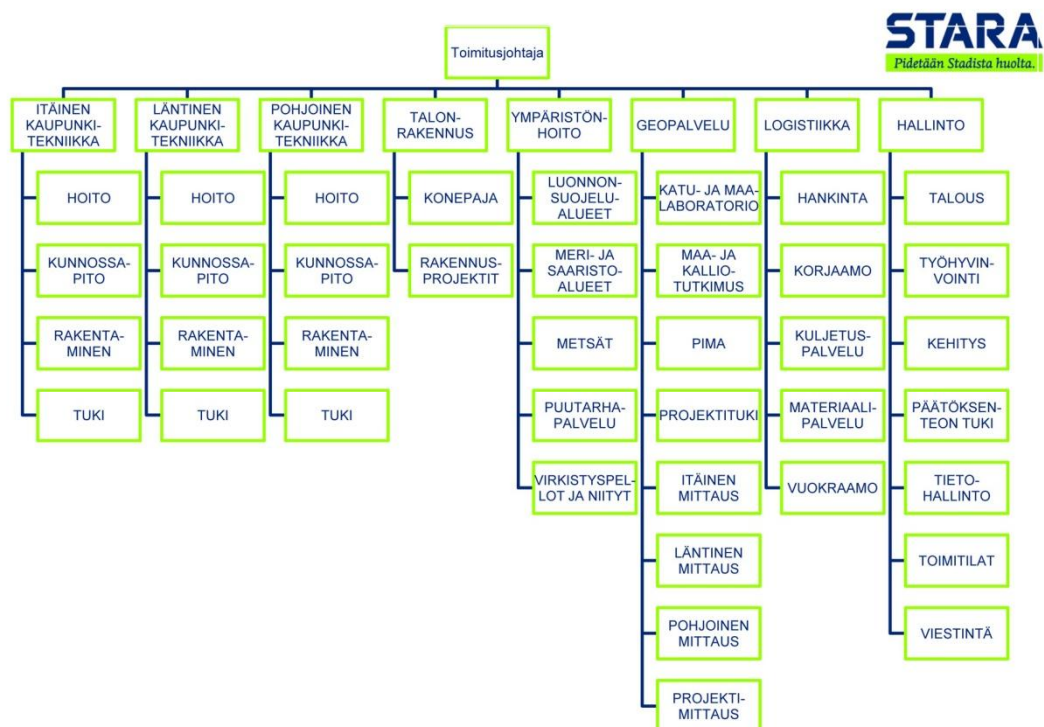 STARA
Pidetään Stadista huolta.
Toimitusjohtaja
ITÄINEN
KAUPUNKI-
TEKNIIKKA
HOITO
KUNNOSSA-
PITO
RAKENTA-
MINEN
TUKI
LÄNTINEN
KAUPUNKI-
TEKNIIKKA
HOITO
KUNNOSSA-
PITO
RAKENTA-
MINEN
TUKI
POHJOINEN
KAUPUNKI-
TEKNIIKKA
HOITO
KUNNOSSA-
PITO
RAKENTA-
MINEN
TUKI
TALON-
RAKENNUS
KONEPAJA
RAKENNUS-
PROJEKTIT
YMPÄRISTÖN-
HOITO
LUONNON-
SUOJELU-
ALUEET
MERI- JA
SAARISTO-
ALUEET
METSÄT
PUUTARHA-
PALVELU
VIRKISTYSPEL-
LOT JA NIITYT
GEOPALVELU
KATU- JA MAA-
LABORATORIO
MAA- JA
KALLIO-
TUTKIMUS
PIMA
PROJEKTITUKI
ITÄINEN
MITTAUS
LÄNTINEN
MITTAUS
POHJOINEN
MITTAUS
PROJEKTI-
MITTAUS
LOGISTIIKKA
HANKINTA
KORJAAMO
KULJETUS-
PALVELU
MATERIAALI-
PALVELU
VUOKRAAMO
HALLINTO
TALOUS
TYÖHYVIN-
VOINTI
KEHITYS
PÄÄTÖKSEN-
TEON TUKI
TIETO-
HALLINTO
TOIMITILAT
VIESTINTÄ